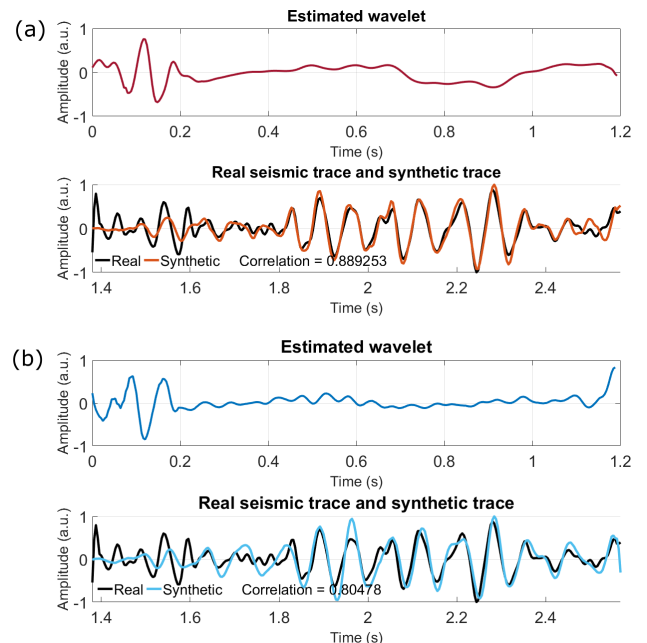 (a)
Estimated wavelet
Amplitude (a.u.)
1
0
-1
0 0.2 0.4 0.6 0.8 1 1.2
Time (s)
Real seismic trace and synthetic trace
Amplitude (a.u.)
1
0
-1
Real Synthetic Correlation = 0.889253
1.4 1.6 1.8 2 2.2 2.4
Time (s)
(b)
Estimated wavelet
Amplitude (a.u.)
1
0
-1
0 0.2 0.4 0.6 0.8 1 1.2
Time (s)
Real seismic trace and synthetic trace
Amplitude (a.u.)
1
0
-1
Real Synthetic Correlation = 0.80478
1.4 1.6 1.8 2 2.2 2.4
Time (s)